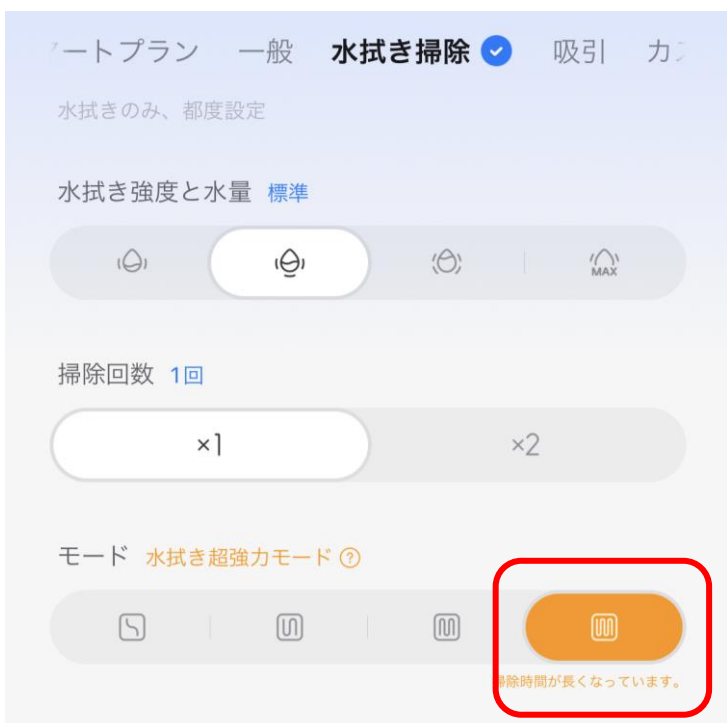 ートプラン 一般 水拭き掃除 吸引 カ
水拭きのみ、都度設定
水拭き強度と水量 標準
MAX
掃除回数 1回
×1 ×2
モード 水拭き超強力モード ?
掃除時間が長くなっています。